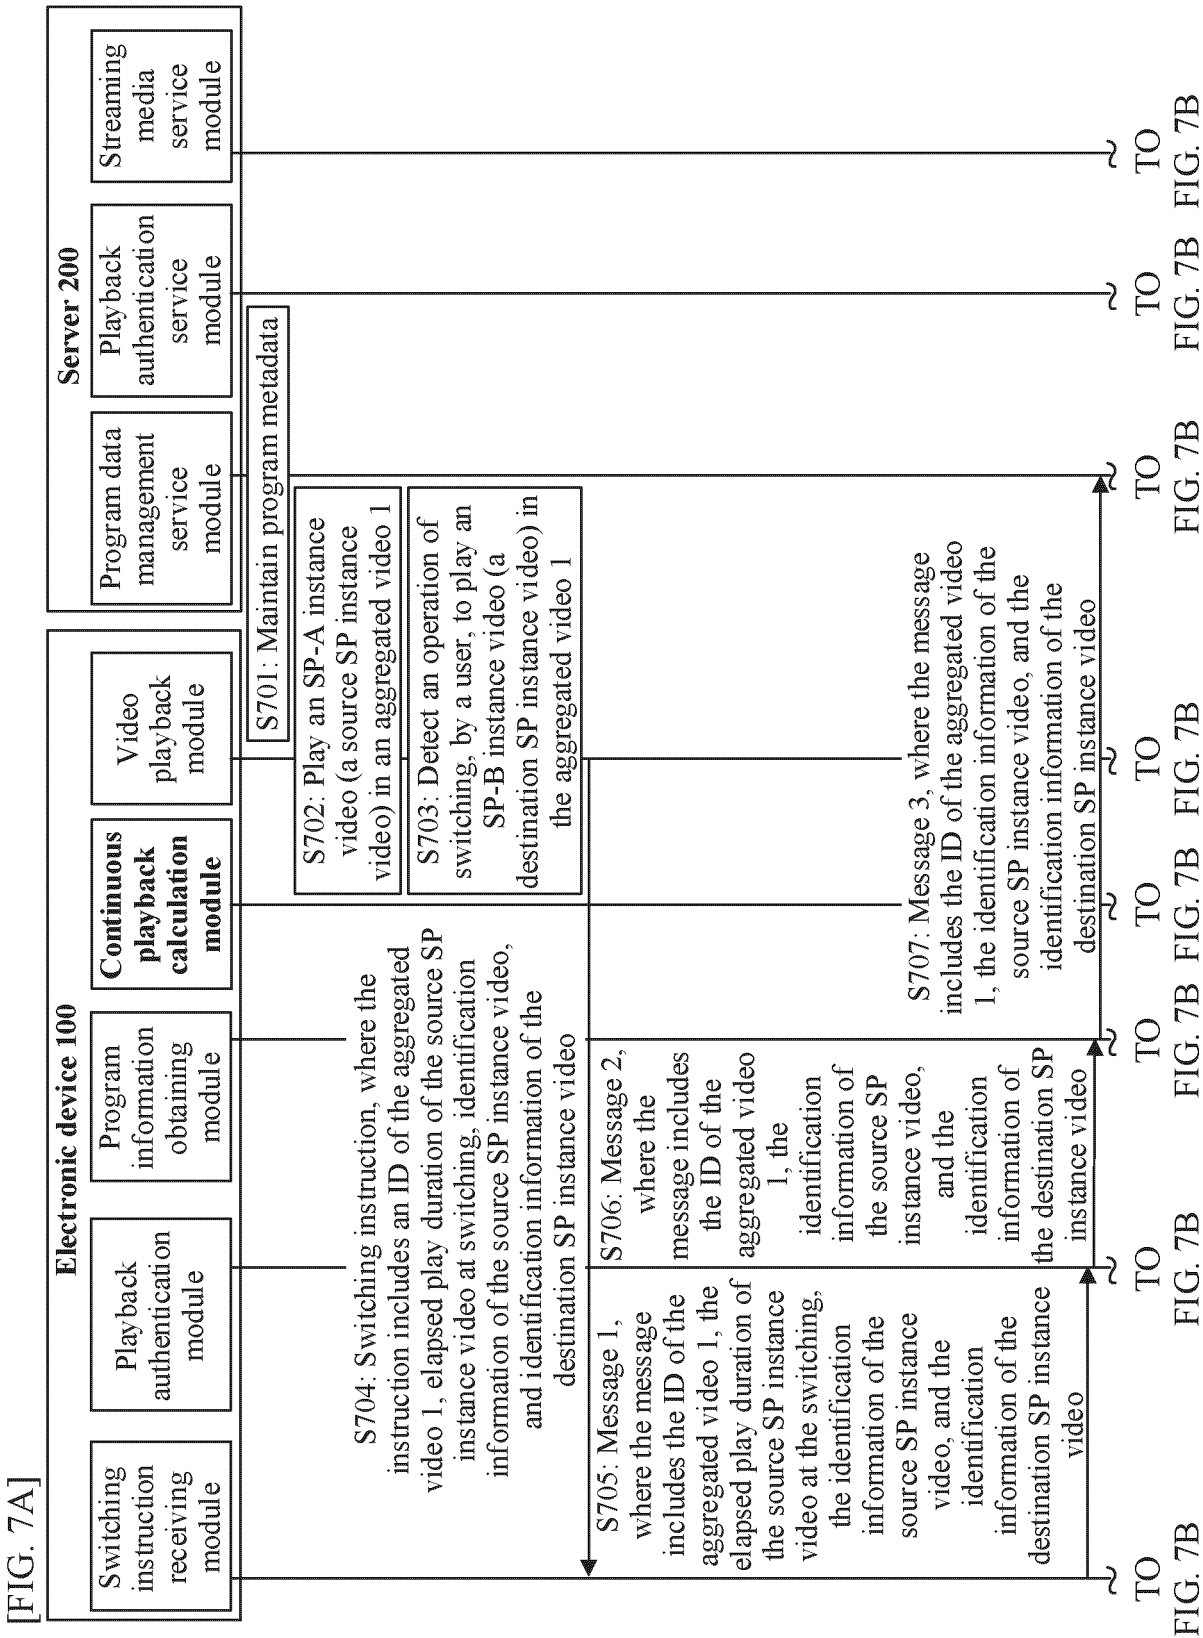 [FIG. 7A]
Electronic device 100
Switching
instruction
receiving
module
Playback
authentication
module
Program
information
obtaining
module
Continuous
playback
calculation
module
Video
playback
module
Server 200
Program data
management
service
module
Playback
authentication
service
module
Streaming
media
service
module
S701: Maintain program metadata
S702: Play an SP-A instance
video (a source SP instance
video) in an aggregated video 1
S703: Detect an operation of
switching, by a user, to play an
SP-B instance video (a
destination SP instance video) in
the aggregated video 1
S704: Switching instruction, where the
instruction includes an ID of the aggregated
video 1, elapsed play duration of the source SP
instance video at switching, identification
information of the source SP instance video,
and identification information of the
destination SP instance video
S705: Message 1,
where the message
includes the ID of the
aggregated video 1, the
elapsed play duration of
the source SP instance
video at the switching,
the identification
information of the
source SP instance
video, and the
identification
information of the
destination SP instance
video
S706: Message 2,
where the
message includes
the ID of the
aggregated video
1, the
identification
information of
the source SP
instance video,
and the
identification
information of
the destination SP
instance video
S707: Message 3, where the message
includes the ID of the aggregated video
1, the identification information of the
source SP instance video, and the
identification information of the
destination SP instance video
TO
FIG. 7B
TO
FIG. 7B
TO
FIG. 7B
TO
FIG. 7B
TO
FIG. 7B
TO
FIG. 7B
TO
FIG. 7B
TO
FIG. 7B